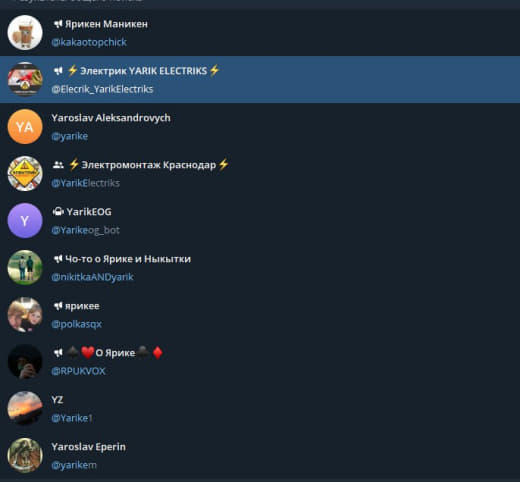 Ярикен Маникен
@kakaotopchick
⚡Электрик YARIK ELECTRIKS⚡
@Elecrik_YarikElectriks
YA
Yaroslav Aleksandrovych
@yarike
⚡Электромонтаж Краснодар⚡
@YarikElectriks
Y
YarikEOG
@Yarikeog_bot
Чо-то о Ярике и Ныкытки
@nikitkaANDyarik
ярикее
@polkasqx
♠️❤️О Ярике♣️♦️
@RPUKVOX
YZ
@Yarike1
Yaroslav Eperin
@yarikem